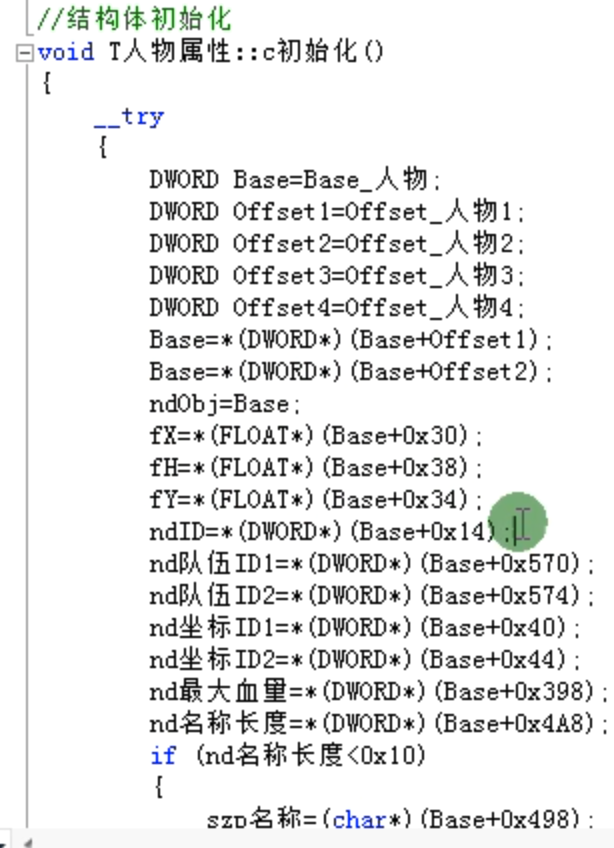 //结构体初始化
void T人物属性::c初始化()
{
__try
{
DWORD Base=Base_人物;
DWORD Offset1=Offset_人物1;
DWORD Offset2=Offset_人物2;
DWORD Offset3=Offset_人物3;
DWORD Offset4=Offset_人物4;
Base=*(DWORD*)(Base+Offset1);
Base=*(DWORD*)(Base+Offset2);
ndObj=Base;
fX=*(FLOAT*)(Base+0x30);
fH=*(FLOAT*)(Base+0x38);
fY=*(FLOAT*)(Base+0x34);
ndID=*(DWORD*)(Base+0x14);
nd队伍ID1=*(DWORD*)(Base+0x570);
nd队伍ID2=*(DWORD*)(Base+0x574);
nd坐标ID1=*(DWORD*)(Base+0x40);
nd坐标ID2=*(DWORD*)(Base+0x44);
nd最大血量=*(DWORD*)(Base+0x398);
nd名称长度=*(DWORD*)(Base+0x4A8);
if (nd名称长度<0x10)
{
szp名称=(char*)(Base+0x498);